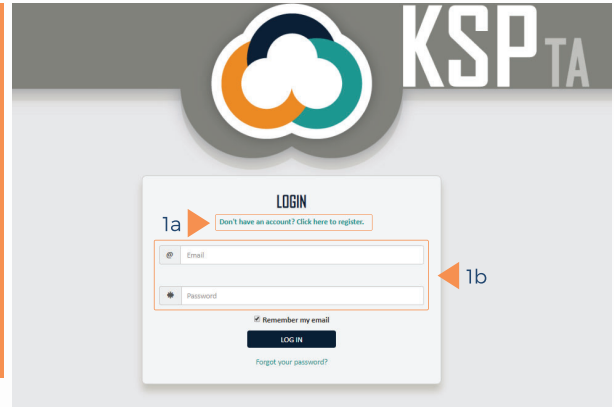 KSP TA
LOGIN
1a
Don't have an account? Click here to register.
@ Email
1b
Password
Remember my email
LOG IN
Forgot your password?